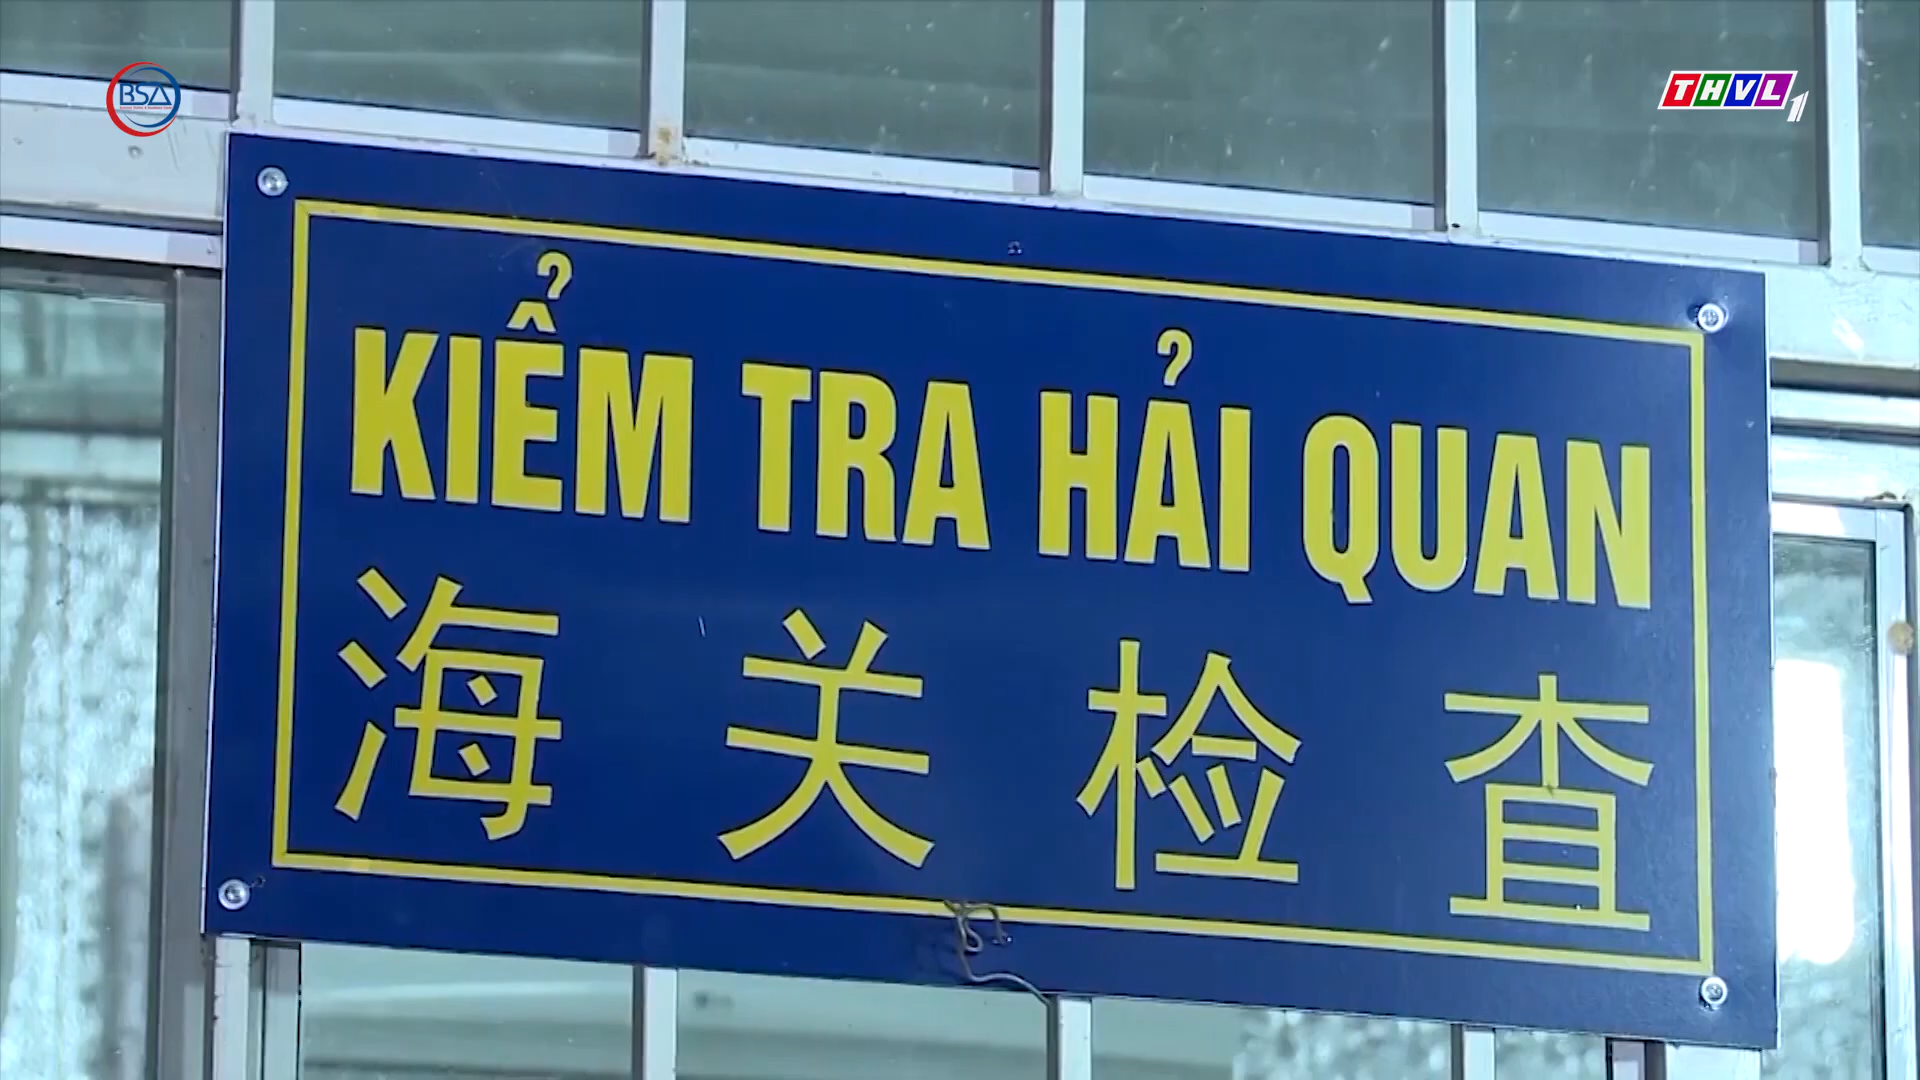 BSA
THVL1
KIỂM TRA HẢI QUAN
海关检查